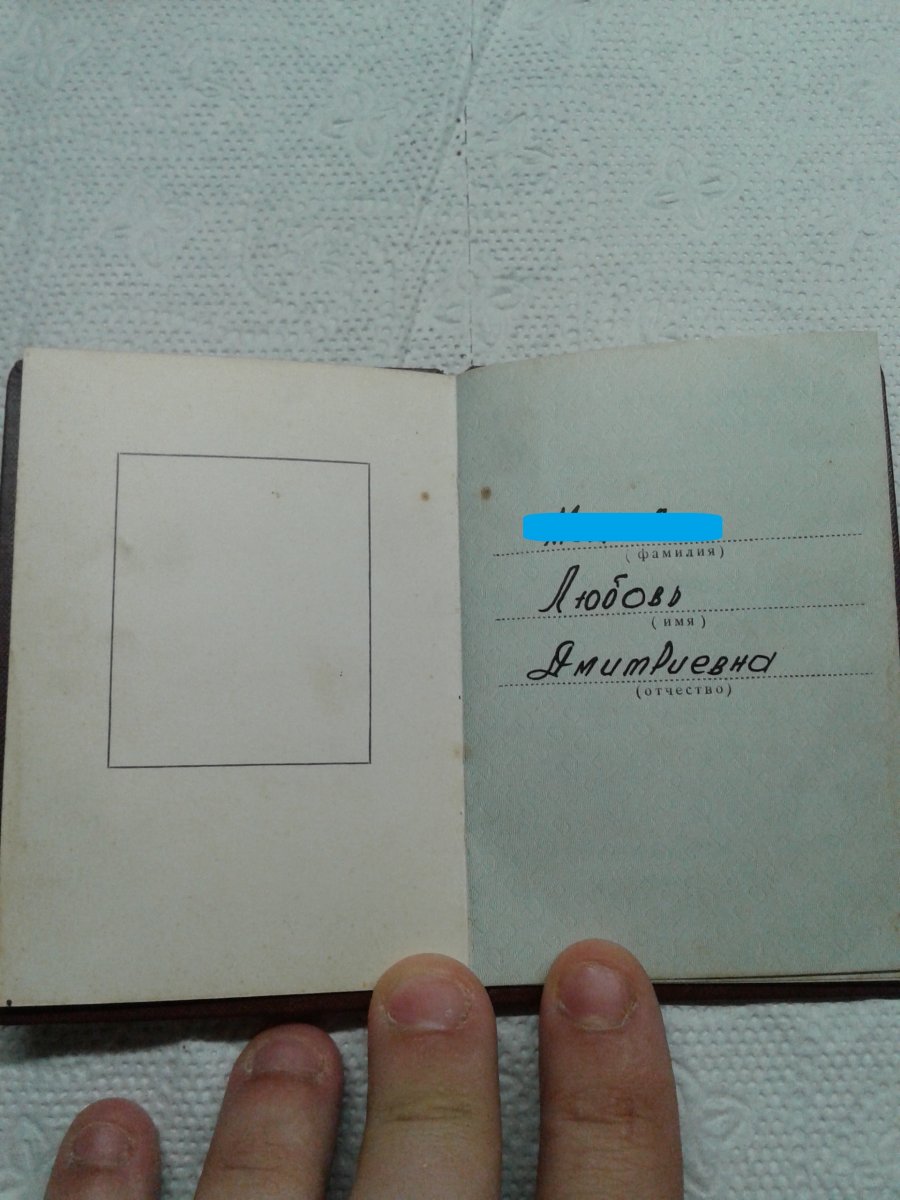 (фамилия)
Любовь
(имя)
Дмитриевна
(отчество)